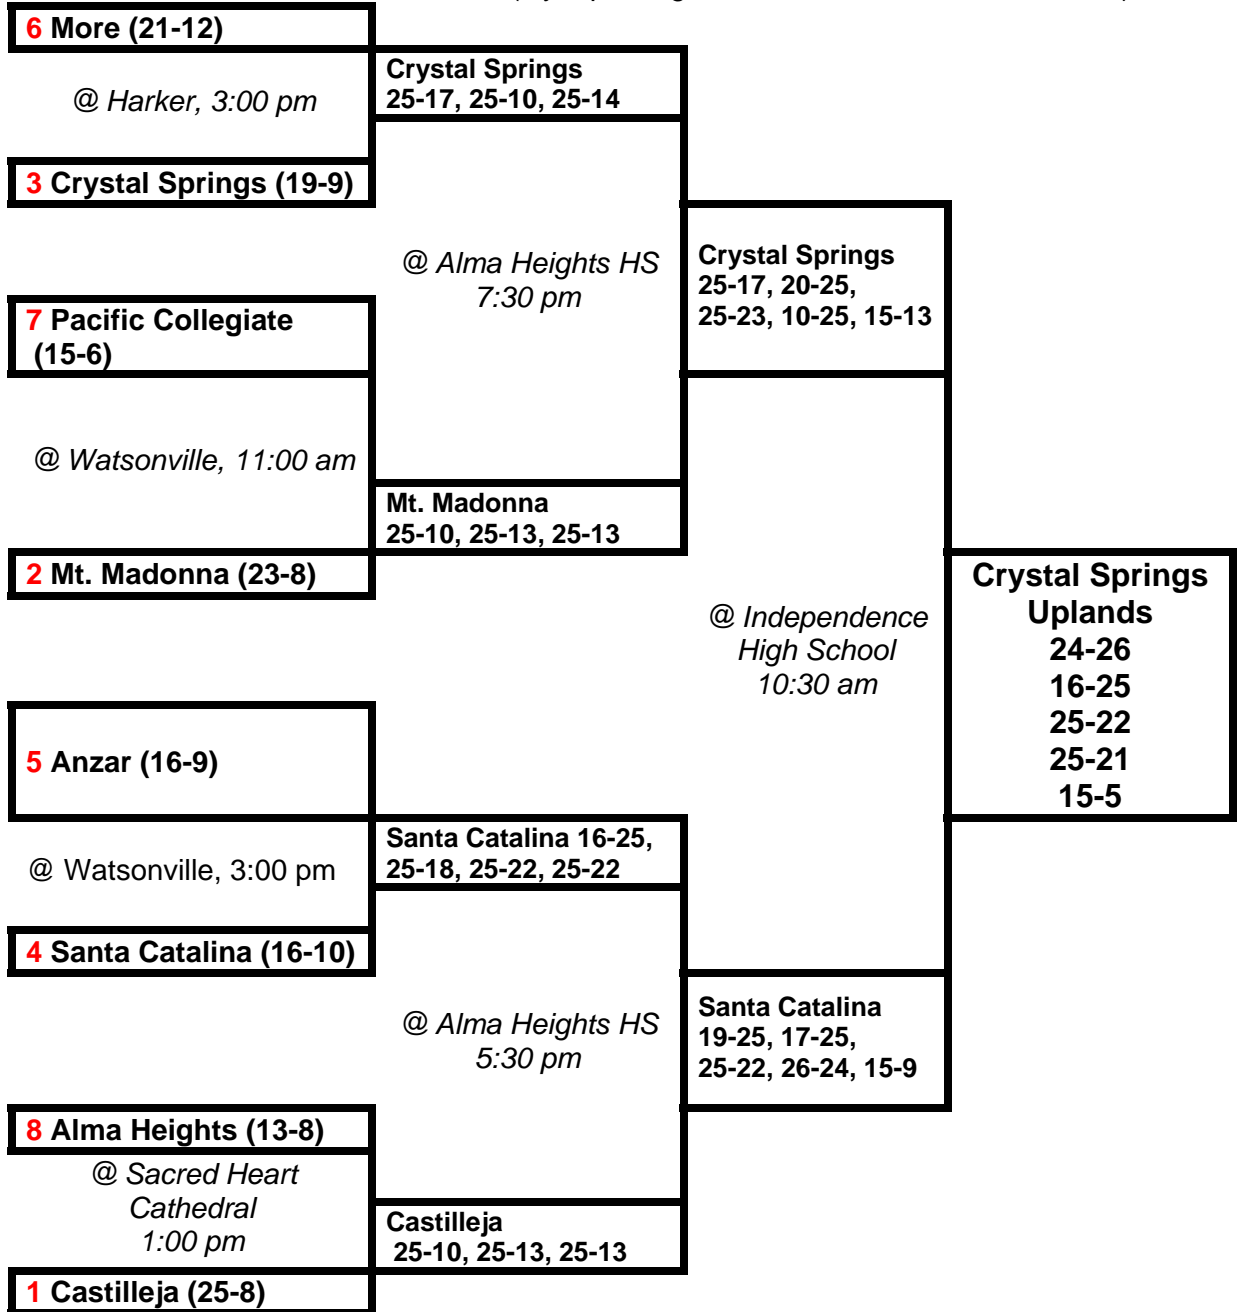 6 More (21-12)
@ Harker, 3:00 pm
3 Crystal Springs (19-9)
7 Pacific Collegiate
(15-6)
@ Watsonville, 11:00 am
2 Mt. Madonna (23-8)
5 Anzar (16-9)
@ Watsonville, 3:00 pm
4 Santa Catalina (16-10)
8 Alma Heights (13-8)
@ Sacred Heart
Cathedral
1:00 pm
1 Castilleja (25-8)
Crystal Springs
25-17, 25-10, 25-14
@ Alma Heights HS
7:30 pm
Mt. Madonna
25-10, 25-13, 25-13
Santa Catalina 16-25,
25-18, 25-22, 25-22
@ Alma Heights HS
5:30 pm
Castilleja
25-10, 25-13, 25-13
Crystal Springs
25-17, 20-25,
25-23, 10-25, 15-13
@ Independence
High School
10:30 am
Santa Catalina
19-25, 17-25,
25-22, 26-24, 15-9
Crystal Springs
Uplands
24-26
16-25
25-22
25-21
15-5